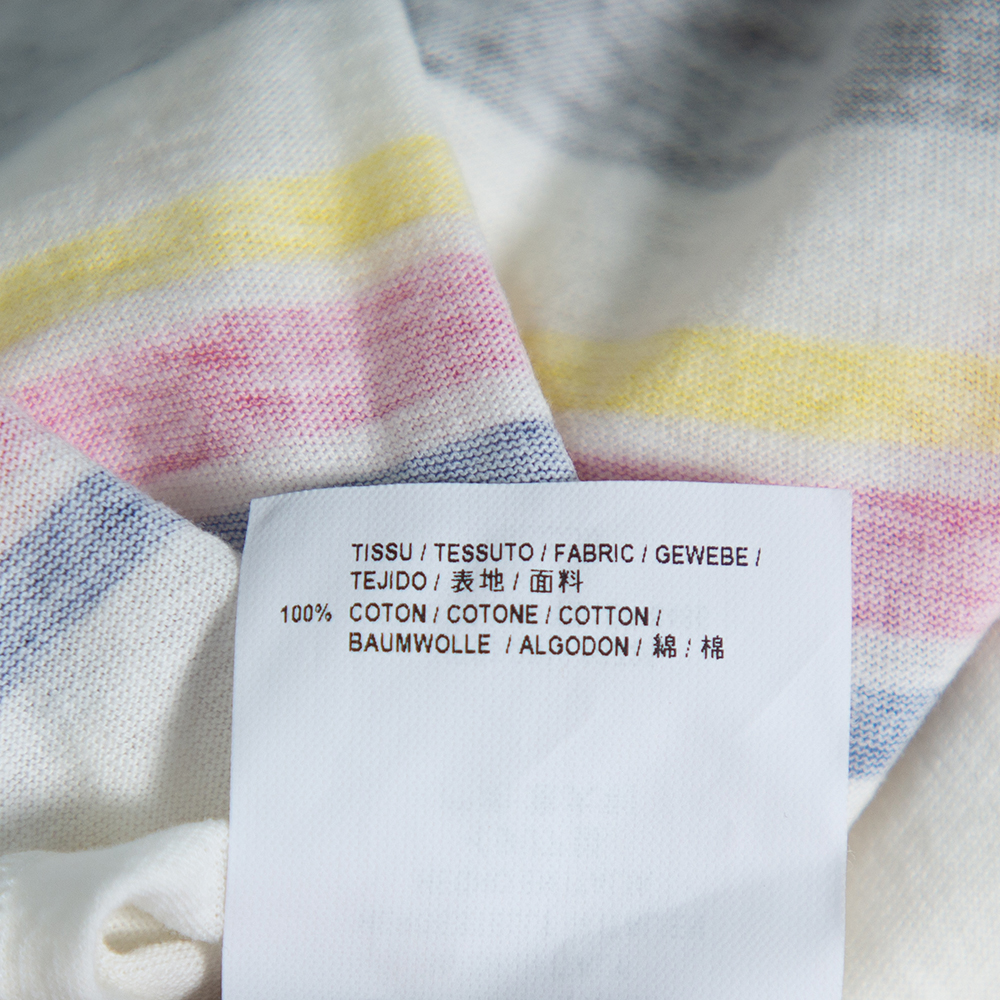 TISSU / TESSUTO / FABRIC / GEWEBE /
TEJIDO / 表地 / 面料
100% COTON / COTONE / COTTON /
BAUMWOLLE / ALGODON / 綿 / 棉